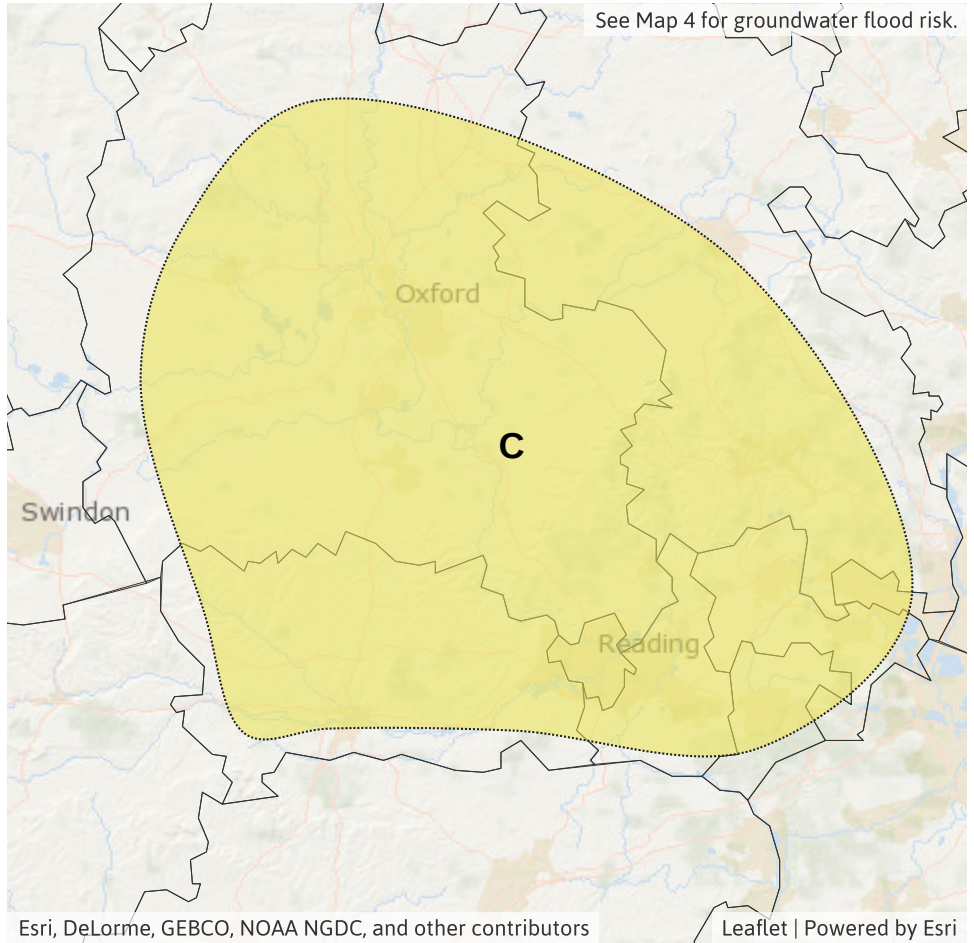 See Map 4 for groundwater flood risk.
Oxford
C
Swindon
Reading
Esri, DeLorme, GEBCO, NOAA NGDC, and other contributors
Leaflet | Powered by Esri